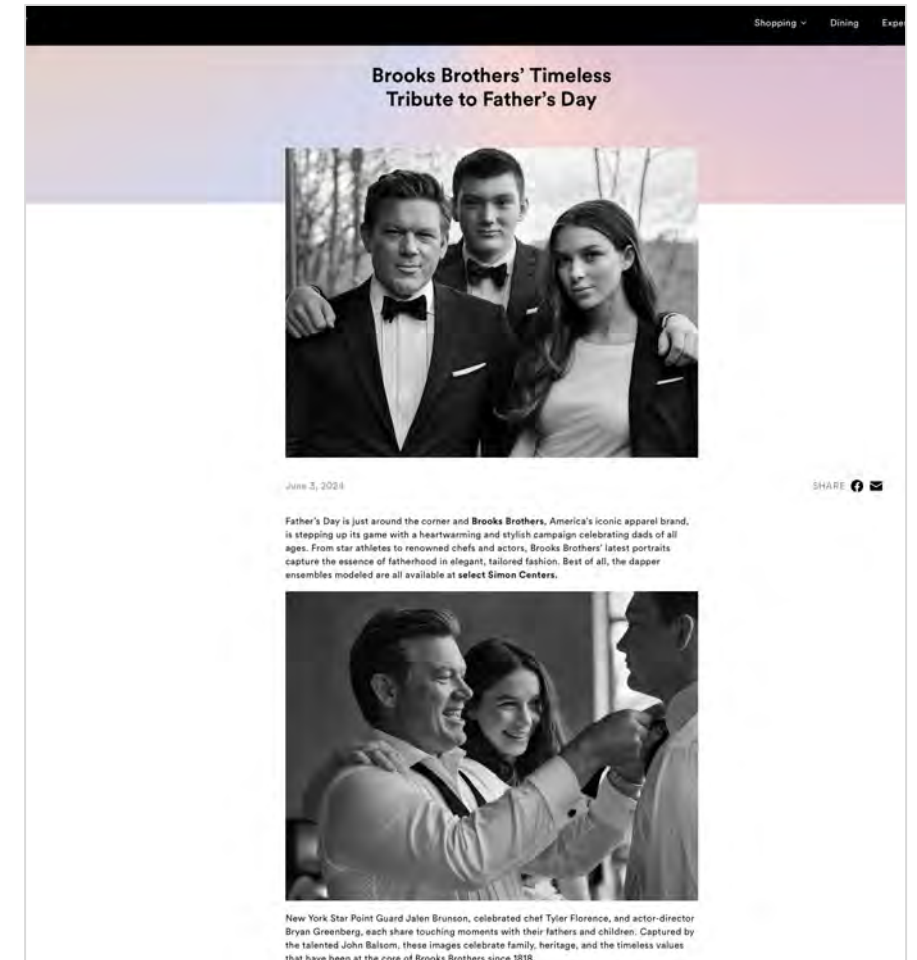 Shopping
Dining
Brooks Brothers’ Timeless
Tribute to Father’s Day
June 3, 2024
SHARE
Father’s Day is just around the corner and Brooks Brothers, America’s iconic apparel brand,
is stepping up its game with a heartwarming and stylish campaign celebrating dads of all
ages. From star athletes to renowned chefs and actors, Brooks Brothers’ latest portraits
capture the essence of fatherhood in elegant, tailored fashion. Best of all, the dapper
ensembles modeled are all available at select Simon Centers.
New York Star Point Guard Jalen Brunson, celebrated chef Tyler Florence, and actor-director
Bryan Greenberg, each share touching moments with their fathers and children. Captured by
the talented John Balsom, these images celebrate family, heritage, and the timeless values
that have been at the core of Brooks Brothers since 1818.